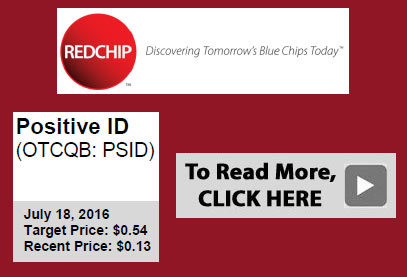 REDCHIP
Discovering Tomorrow's Blue Chips Today™
™
Positive ID
(OTCQB: PSID)
July 18, 2016
Target Price: $0.54
Recent Price: $0.13
To Read More,
CLICK HERE